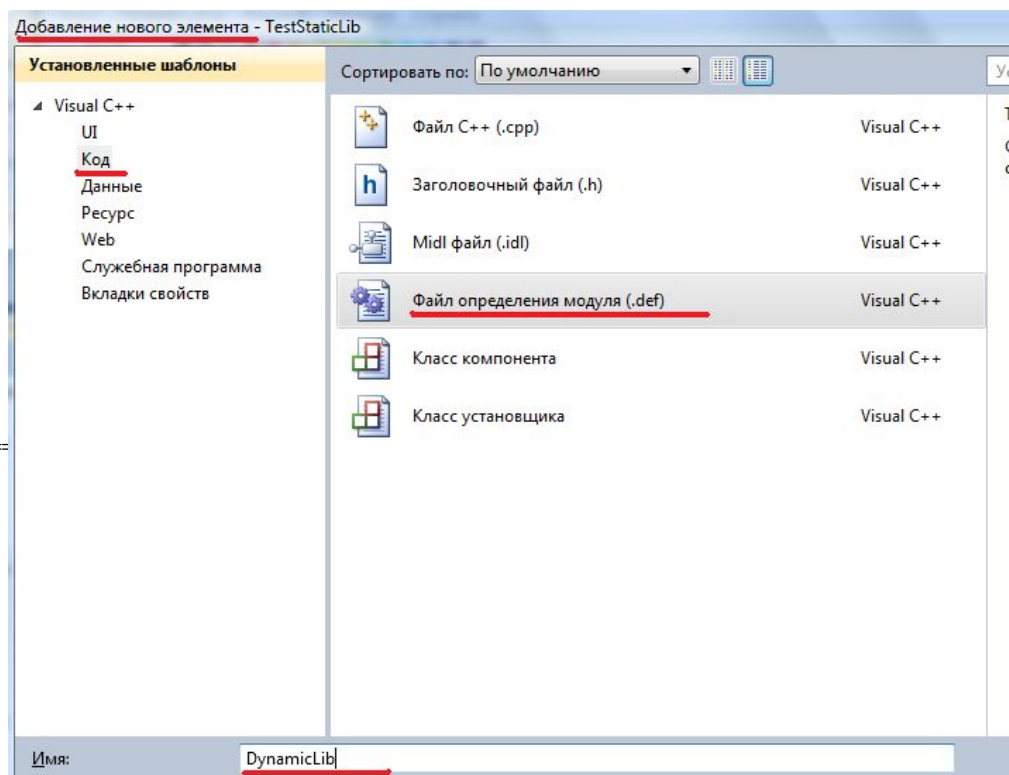 Добавление нового элемента - TestStaticLib
Установленные шаблоны
Сортировать по: По умолчанию
Visual C++
UI
Код
Данные
Ресурс
Web
Служебная программа
Вкладки свойств
Файл C++ (.cpp) Visual C++
Заголовочный файл (.h) Visual C++
Midl файл (.idl) Visual C++
Файл определения модуля (.def) Visual C++
Класс компонента Visual C++
Класс установщика Visual C++
Имя: DynamicLib